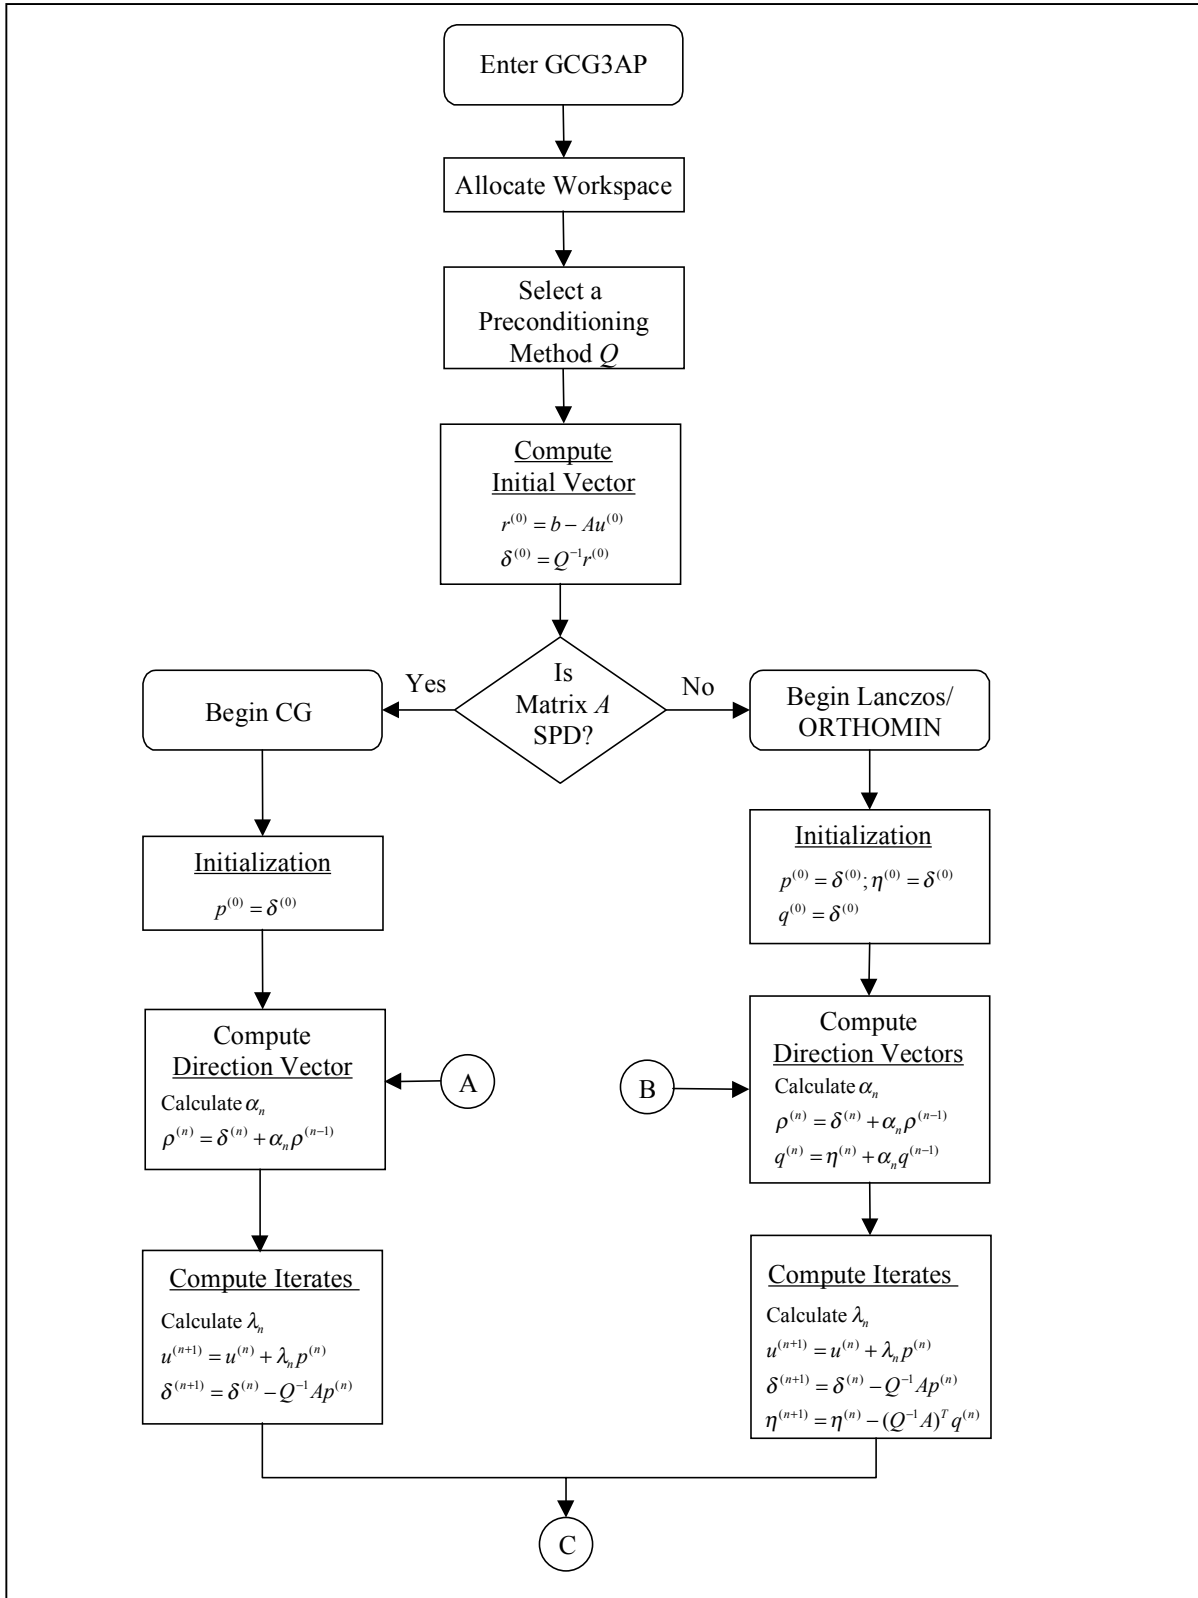 Enter GCG3AP
Allocate Workspace
Select a
Preconditioning
Method Q
Compute
Initial Vector
r^{(0)} = b − Au^{(0)}
δ^{(0)} = Q^{−1} r^{(0)}
Is
Matrix A
SPD?
Yes
No
Begin CG
Initialization
p^{(0)} = δ^{(0)}
Compute
Direction Vector
Calculate α_n
ρ^{(n)} = δ^{(n)} + α_n ρ^{(n−1)}
A
Compute Iterates
Calculate λ_n
u^{(n+1)} = u^{(n)} + λ_n p^{(n)}
δ^{(n+1)} = δ^{(n)} − Q^{−1} Ap^{(n)}
Begin Lanczos/
ORTHOMIN
Initialization
p^{(0)} = δ^{(0)}; η^{(0)} = δ^{(0)}
q^{(0)} = δ^{(0)}
Compute
Direction Vectors
Calculate α_n
ρ^{(n)} = δ^{(n)} + α_n ρ^{(n−1)}
q^{(n)} = η^{(n)} + α_n q^{(n−1)}
B
Compute Iterates
Calculate λ_n
u^{(n+1)} = u^{(n)} + λ_n p^{(n)}
δ^{(n+1)} = δ^{(n)} − Q^{−1} Ap^{(n)}
η^{(n+1)} = η^{(n)} − (Q^{−1} A)^T q^{(n)}
C